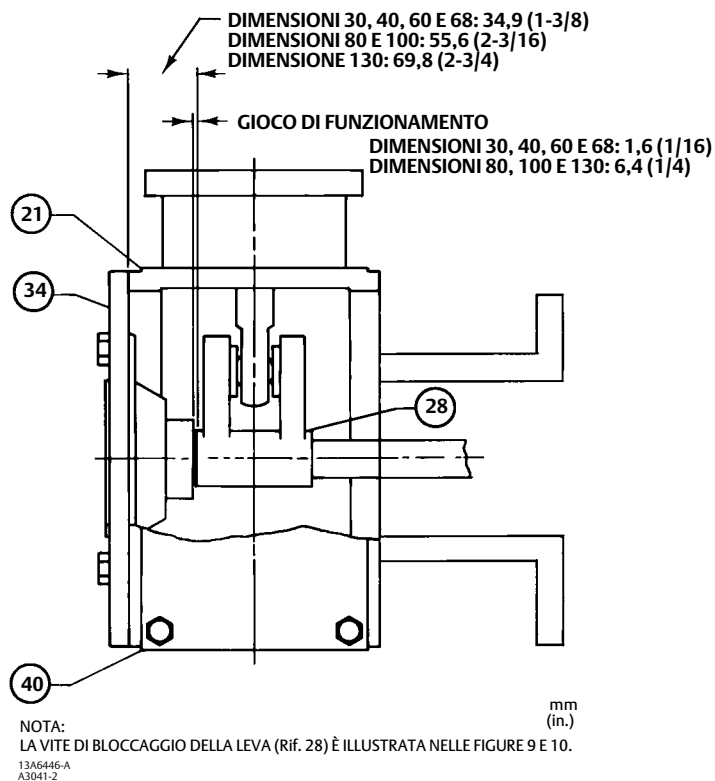 DIMENSIONI 30, 40, 60 E 68: 34,9 (1-3/8)
DIMENSIONI 80 E 100: 55,6 (2-3/16)
DIMENSIONE 130: 69,8 (2-3/4)
GIOCO DI FUNZIONAMENTO
DIMENSIONI 30, 40, 60 E 68: 1,6 (1/16)
DIMENSIONI 80, 100 E 130: 6,4 (1/4)
21
34
28
40
mm
(in.)
NOTA:
LA VITE DI BLOCCAGGIO DELLA LEVA (Rif. 28) È ILLUSTRATA NELLE FIGURE 9 E 10.
13A6446-A
A3041-2